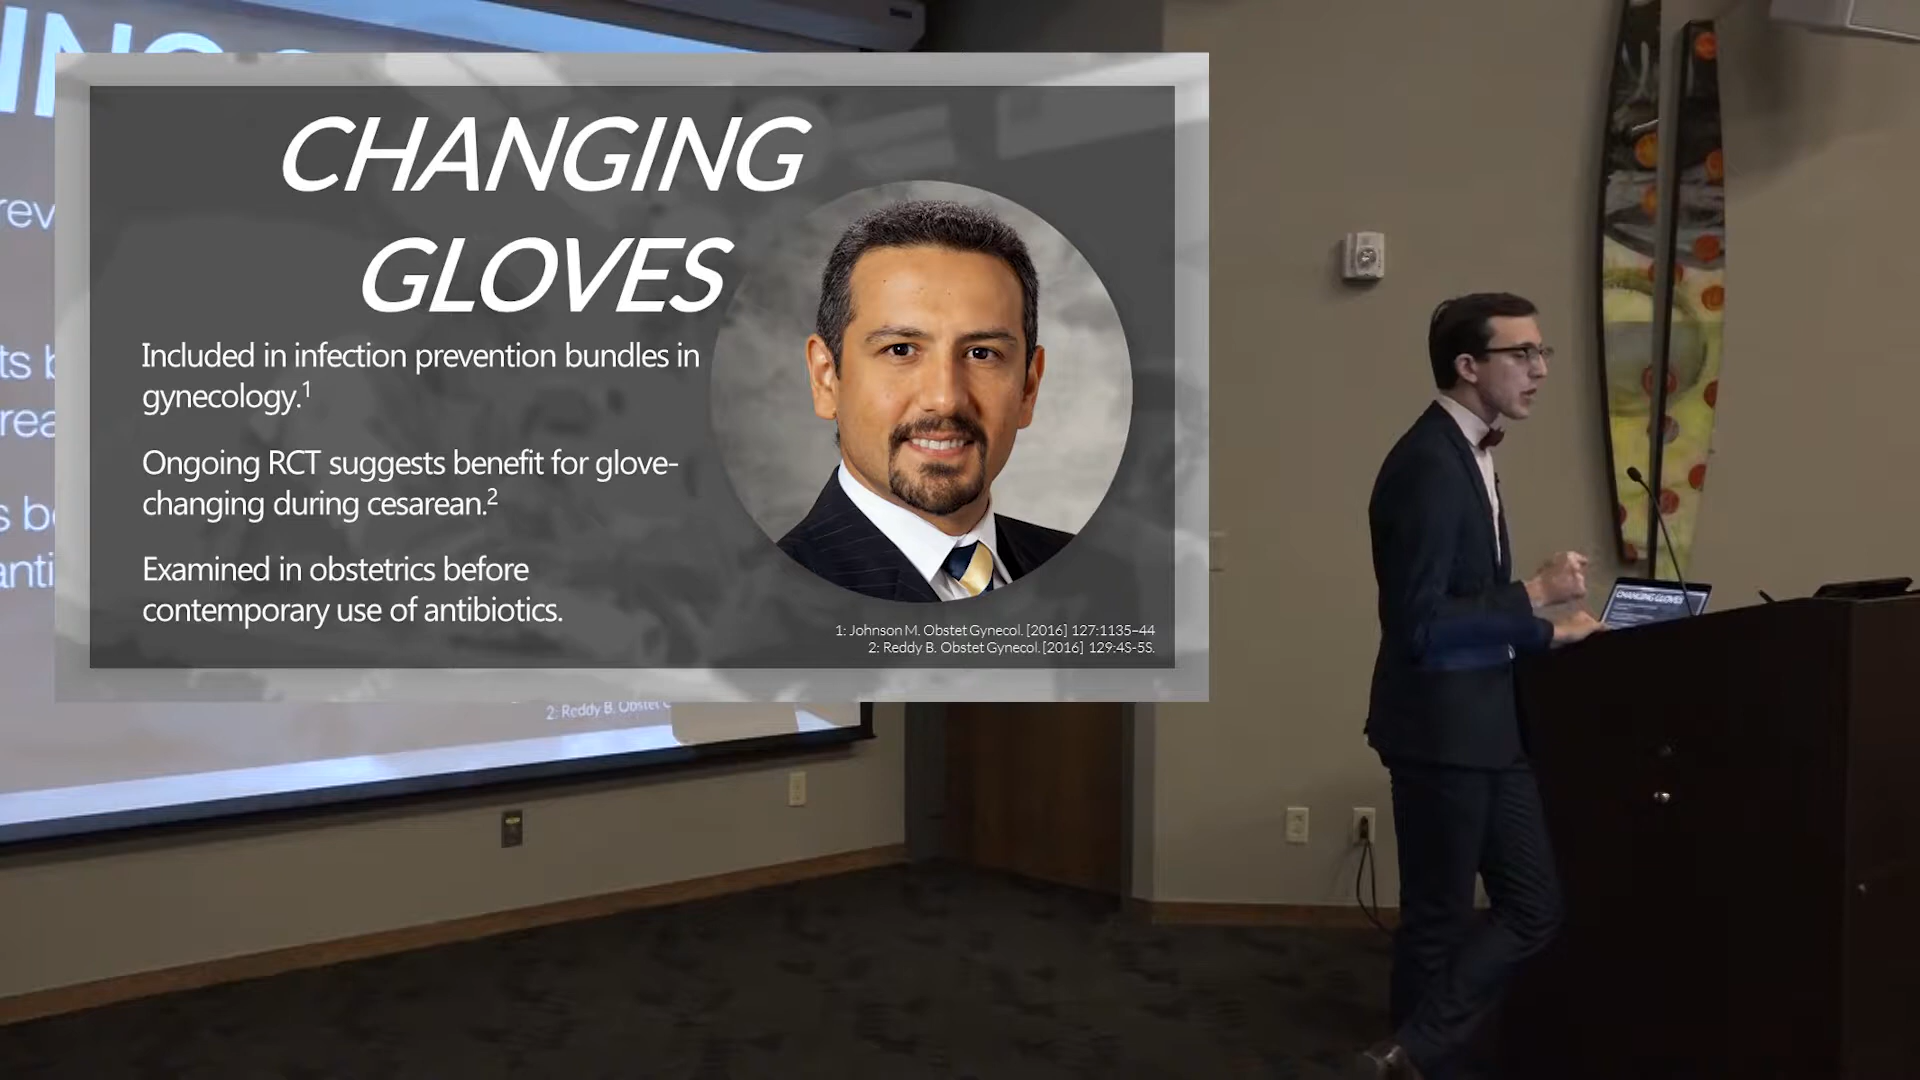 CHANGING
GLOVES
Included in infection prevention bundles in
gynecology.1
Ongoing RCT suggests benefit for glove-
changing during cesarean.2
Examined in obstetrics before
contemporary use of antibiotics.
1: Johnson M. Obstet Gynecol. [2016] 127:1135–44
2: Reddy B. Obstet Gynecol. [2016] 129:4S-5S.
2: Reddy B. Obstet
CHANGING GLOVES